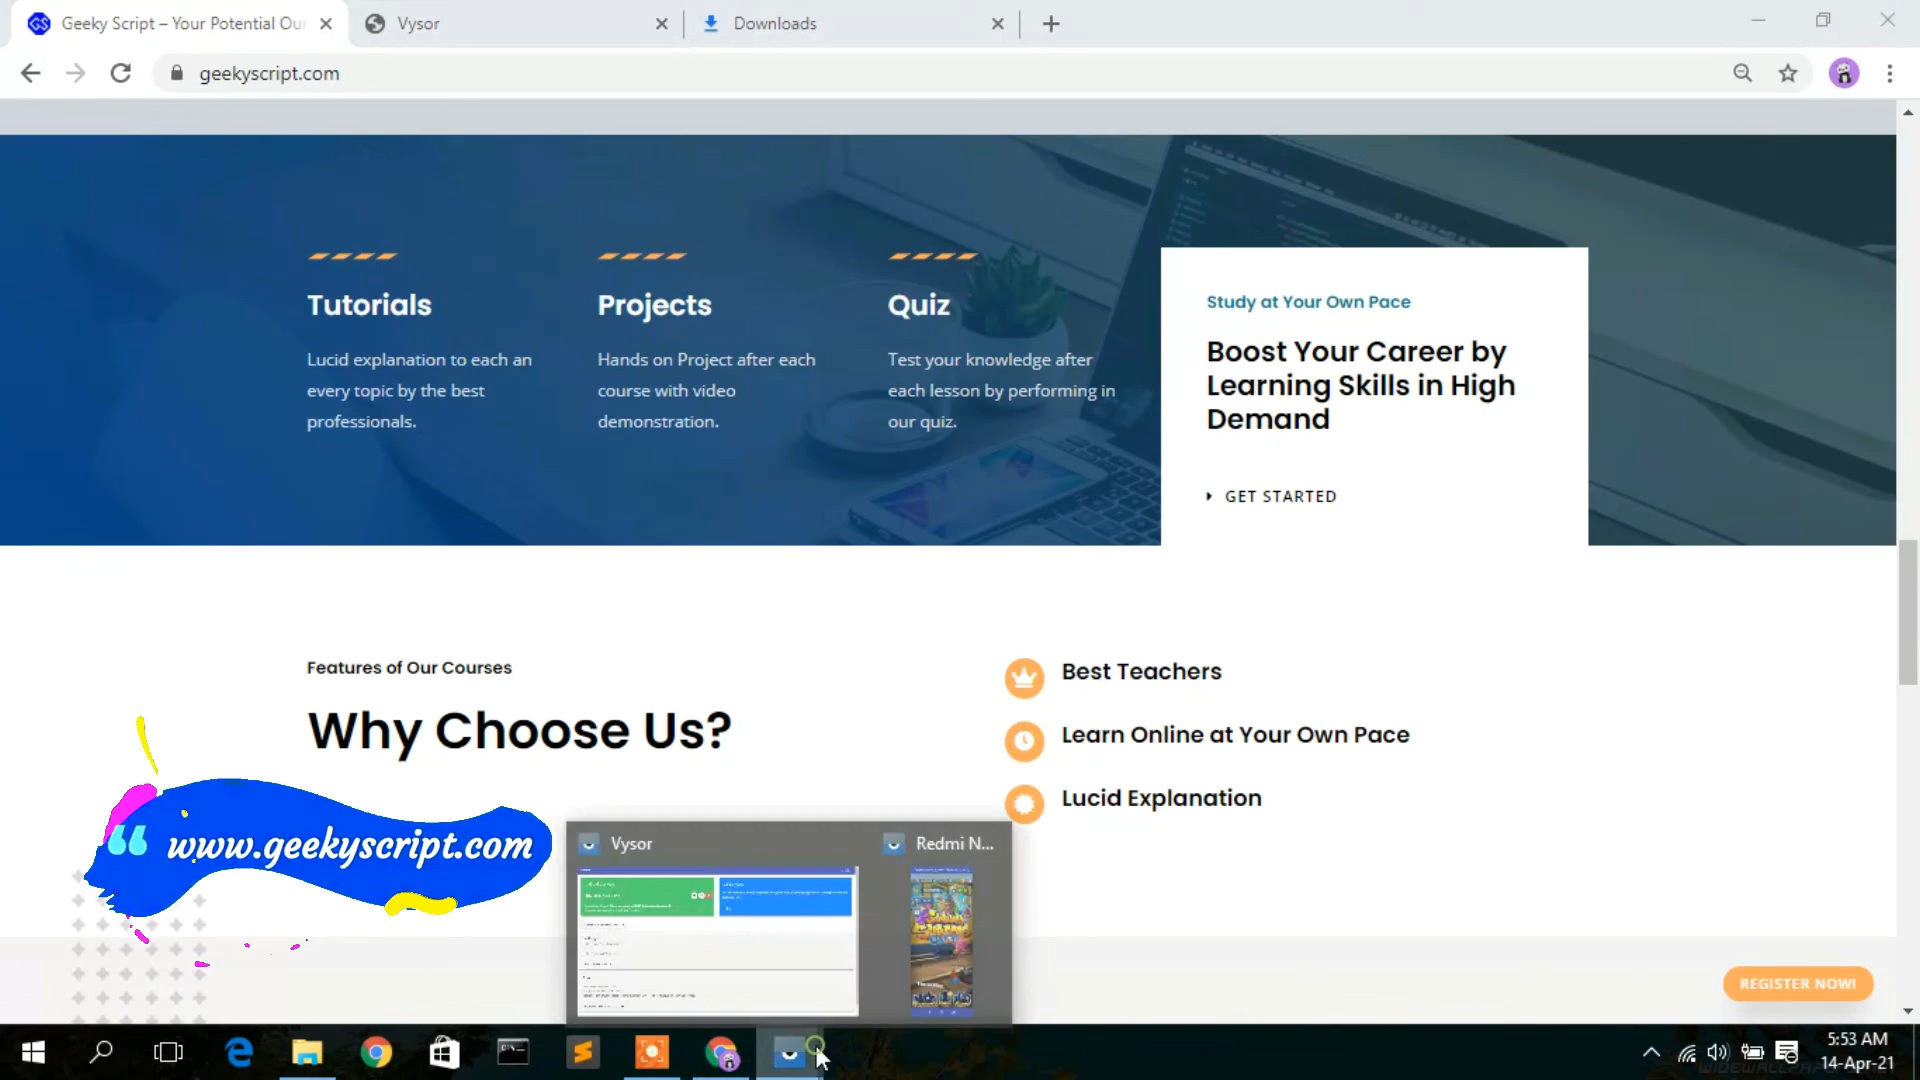 Geeky Script – Your Potential Our
Vysor
Downloads
geekyscript.com
Tutorials
Lucid explanation to each an
every topic by the best
professionals.
Projects
Hands on Project after each
course with video
demonstration.
Quiz
Test your knowledge after
each lesson by performing in
our quiz.
Study at Your Own Pace
Boost Your Career by
Learning Skills in High
Demand
GET STARTED
Features of Our Courses
Why Choose Us?
Best Teachers
Learn Online at Your Own Pace
Lucid Explanation
www.geekyscript.com
Vysor
Redmi N...
REGISTER NOW!
5:53 AM
14-Apr-21